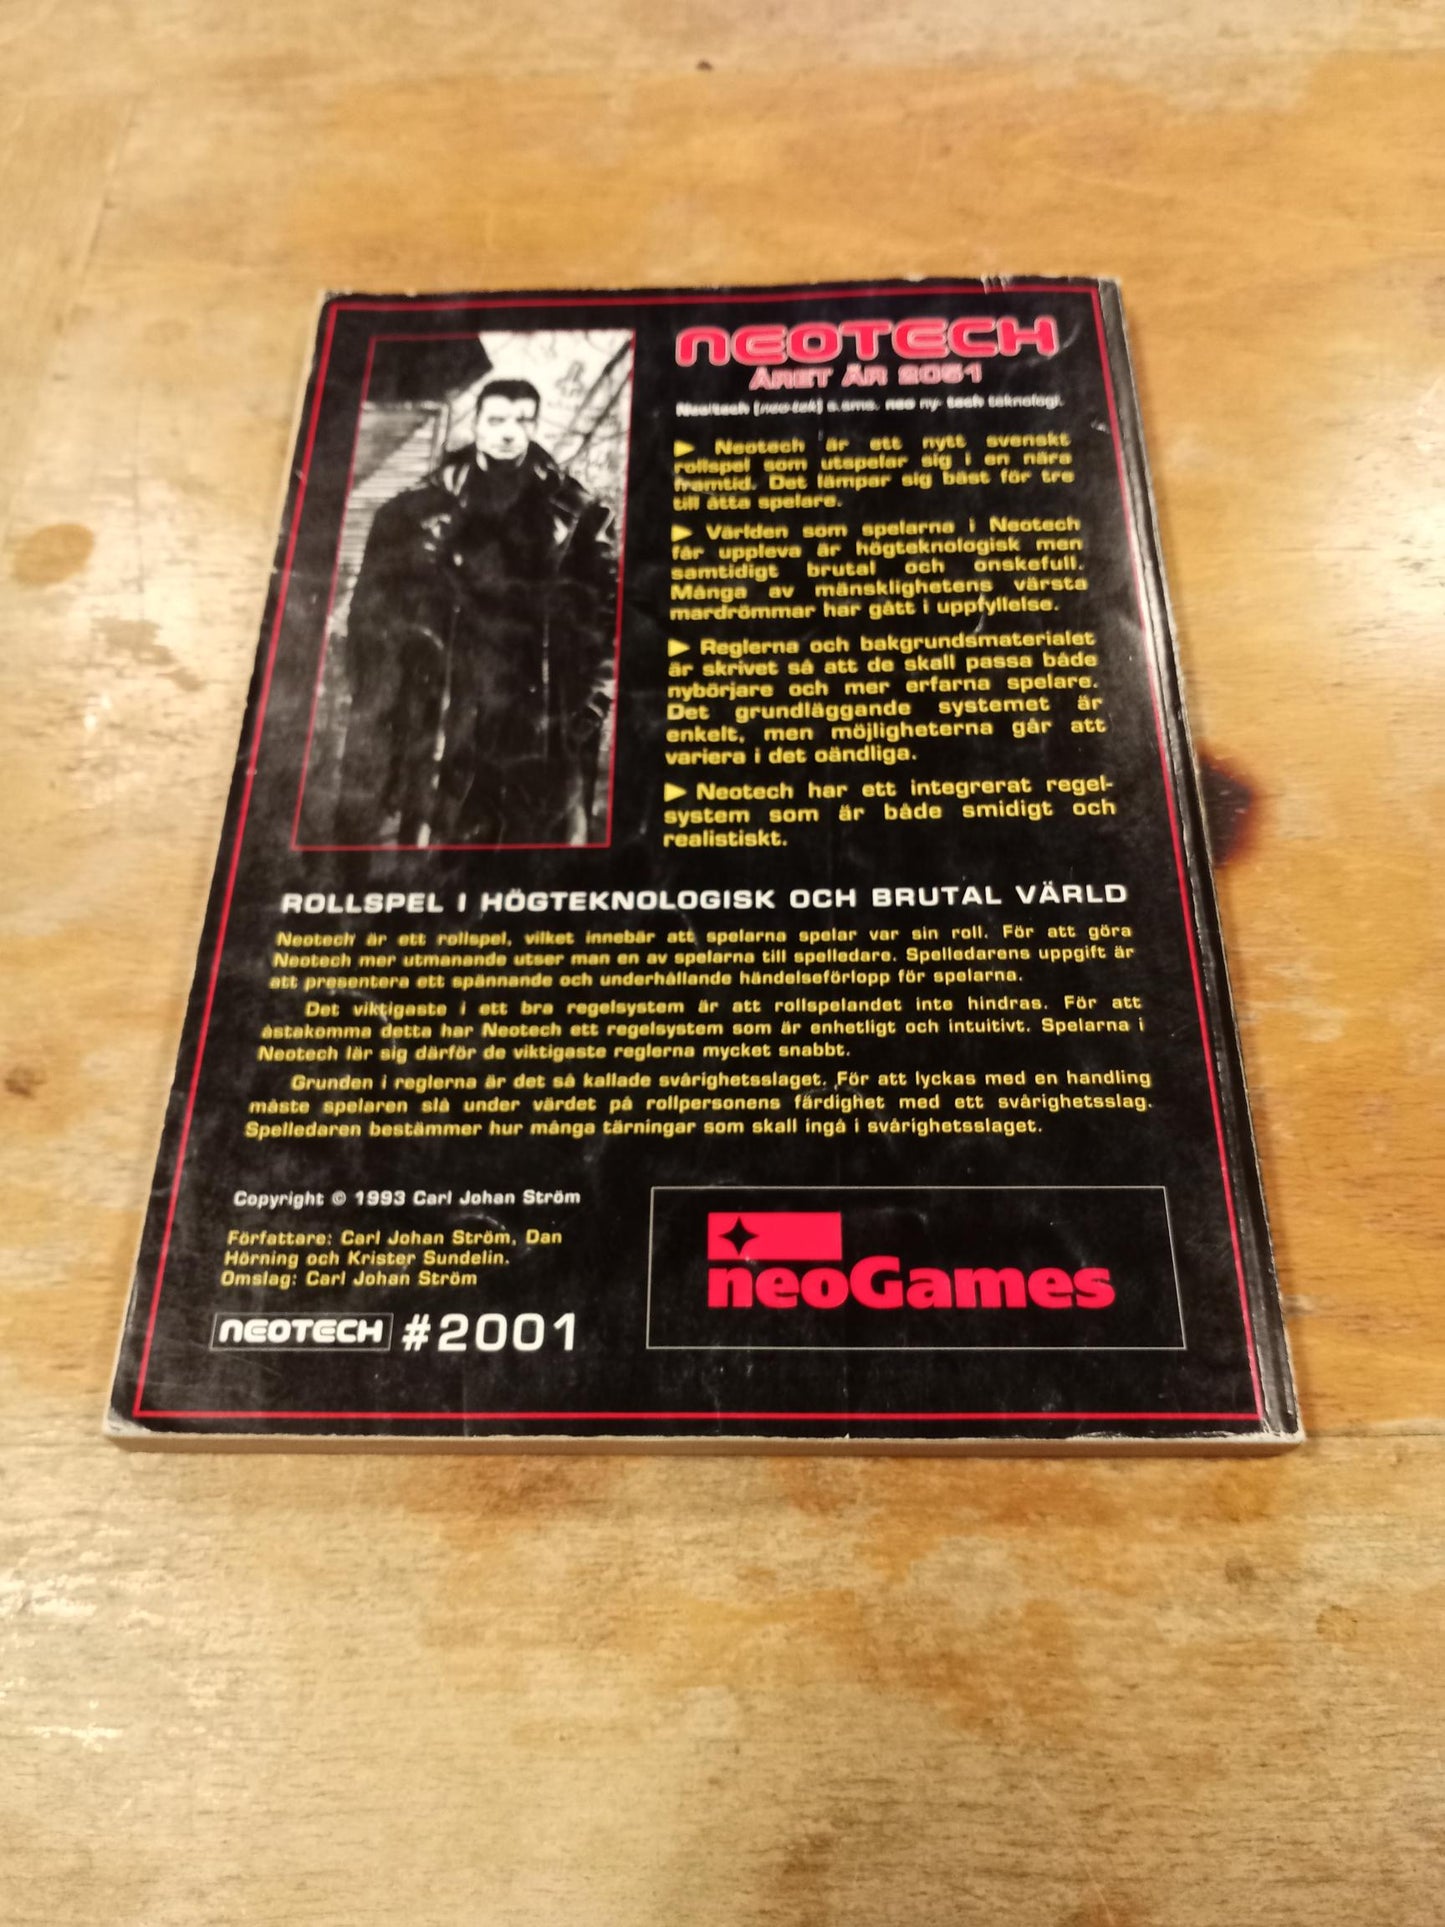 NEOTECH
ÅRET ÄR 2051
Neo|tech [neo-tek] s.ams. neo ny- tech teknologi.
► Neotech är ett nytt svenskt
rollspel som utspelar sig i en nära
framtid. Det lämpar sig bäst för tre
till åtta spelare.
► Världen som spelarna i Neotech
får uppleva är högteknologisk men
samtidigt brutal och onskefull.
Många av mänsklighetens värsta
mardrömmar har gått i uppfyllelse.
► Reglerna och bakgrundsmaterialet
är skrivet så att de skall passa både
nybörjare och mer erfarna spelare.
Det grundläggande systemet är
enkelt, men möjligheterna går att
variera i det oändliga.
► Neotech har ett integrerat regel-
system som är både smidigt och
realistiskt.
ROLLSPEL I HÖGTEKNOLOGISK OCH BRUTAL VÄRLD
Neotech är ett rollspel, vilket innebär att spelarna spelar var sin roll. För att göra
Neotech mer utmanande utser man en av spelarna till spelledare. Spelledarens uppgift är
att presentera ett spännande och underhållande händelseförlopp för spelarna.
Det viktigaste i ett bra regelsystem är att rollspelandet inte hindras. För att
åstakomma detta har Neotech ett regelsystem som är enhetligt och intuitivt. Spelarna i
Neotech lär sig därför de viktigaste reglerna mycket snabbt.
Grunden i reglerna är det så kallade svårighetsslaget. För att lyckas med en handling
måste spelaren slå under värdet på rollpersonens färdighet med ett svårighetsslag.
Spelledaren bestämmer hur många tärningar som skall ingå i svårighetsslaget.
Copyright © 1993 Carl Johan Ström
Författare: Carl Johan Ström, Dan
Hörning och Krister Sundelin.
Omslag: Carl Johan Ström
NEOTECH #2001
neoGames